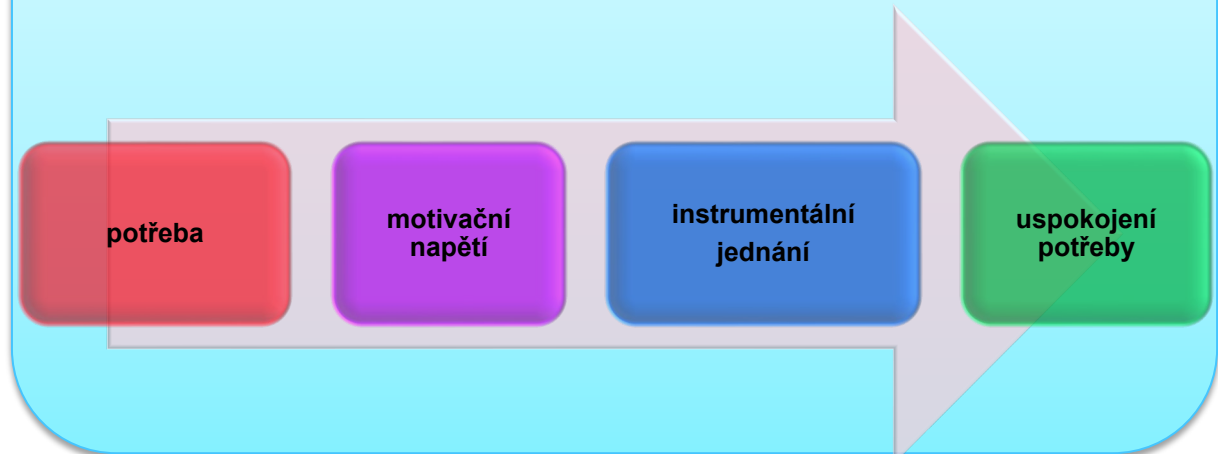 potřeba
motivační
napětí
instrumentální
jednání
uspokojení
potřeby